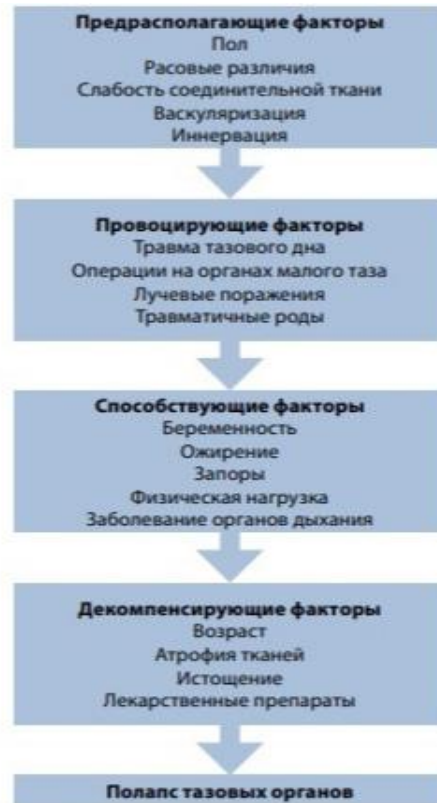 Предрасполагающие факторы
Пол
Расовые различия
Слабость соединительной ткани
Васкуляризация
Иннервация
Провоцирующие факторы
Травма тазового дна
Операции на органах малого таза
Лучевые поражения
Травматичные роды
Способствующие факторы
Беременность
Ожирение
Запоры
Физическая нагрузка
Заболевание органов дыхания
Декомпенсирующие факторы
Возраст
Атрофия тканей
Истощение
Лекарственные препараты
Полапс тазовых органов